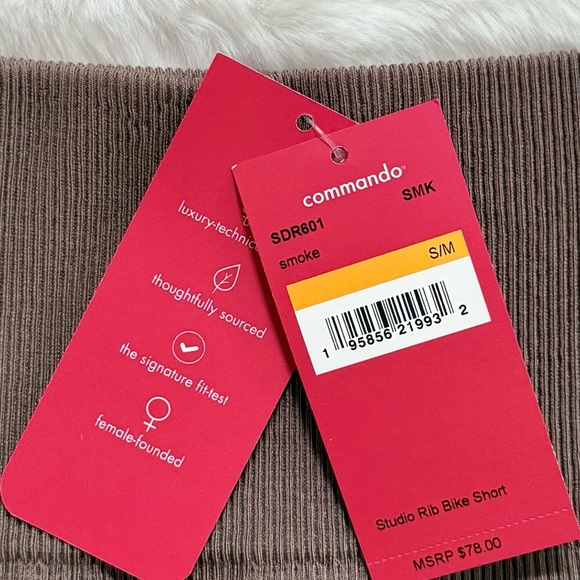 luxury-technic
thoughtfully sourced
the signature fit-test
female-founded
commando®
SDR601 SMK
smoke
S/M
1 95856 21993 2
Studio Rib Bike Short
MSRP $78.00